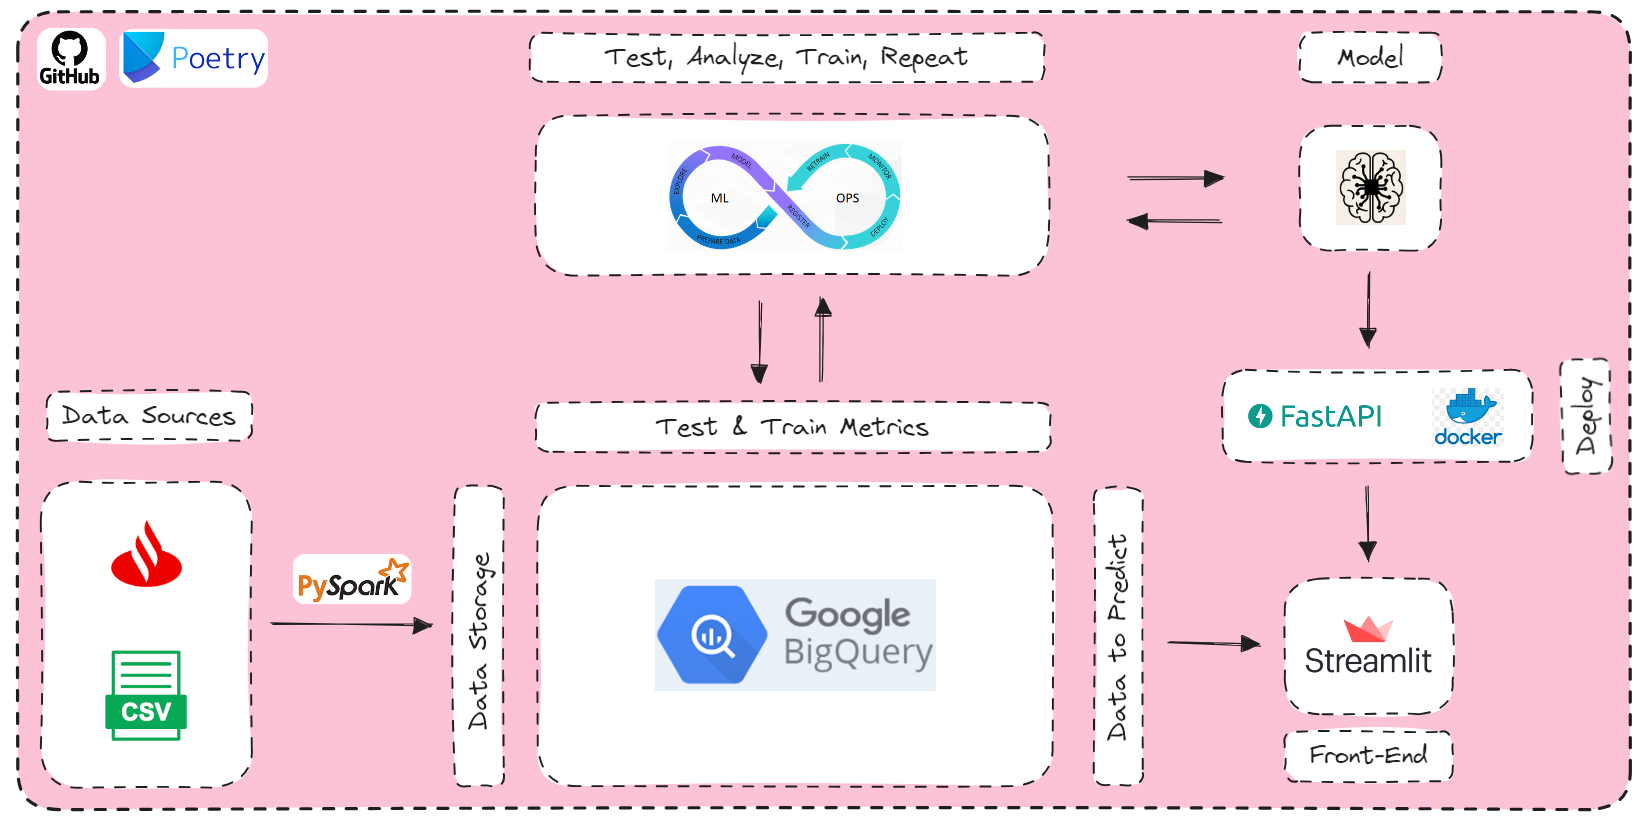 GitHub
Poetry
Test, Analyze, Train, Repeat
Model
MODEL
EXPLORE
ML
PREPARE DATA
RETRAIN
MONITOR
OPS
REGISTER
DEPLOY
Data Sources
Test & Train Metrics
FastAPI
docker
Deploy
CSV
PySpark
Data Storage
Google
BigQuery
Data to Predict
Streamlit
Front-End